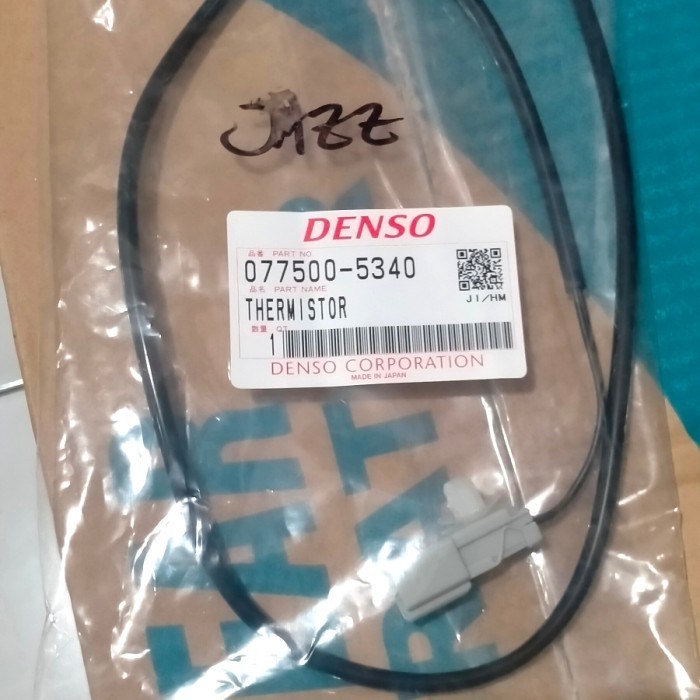 JAZZ
DENSO
品番 PART NO
077500-5340
品名 PART NAME
THERMISTOR
JI/HM
数量 QT
1
DENSO CORPORATION
MADE IN JAPAN